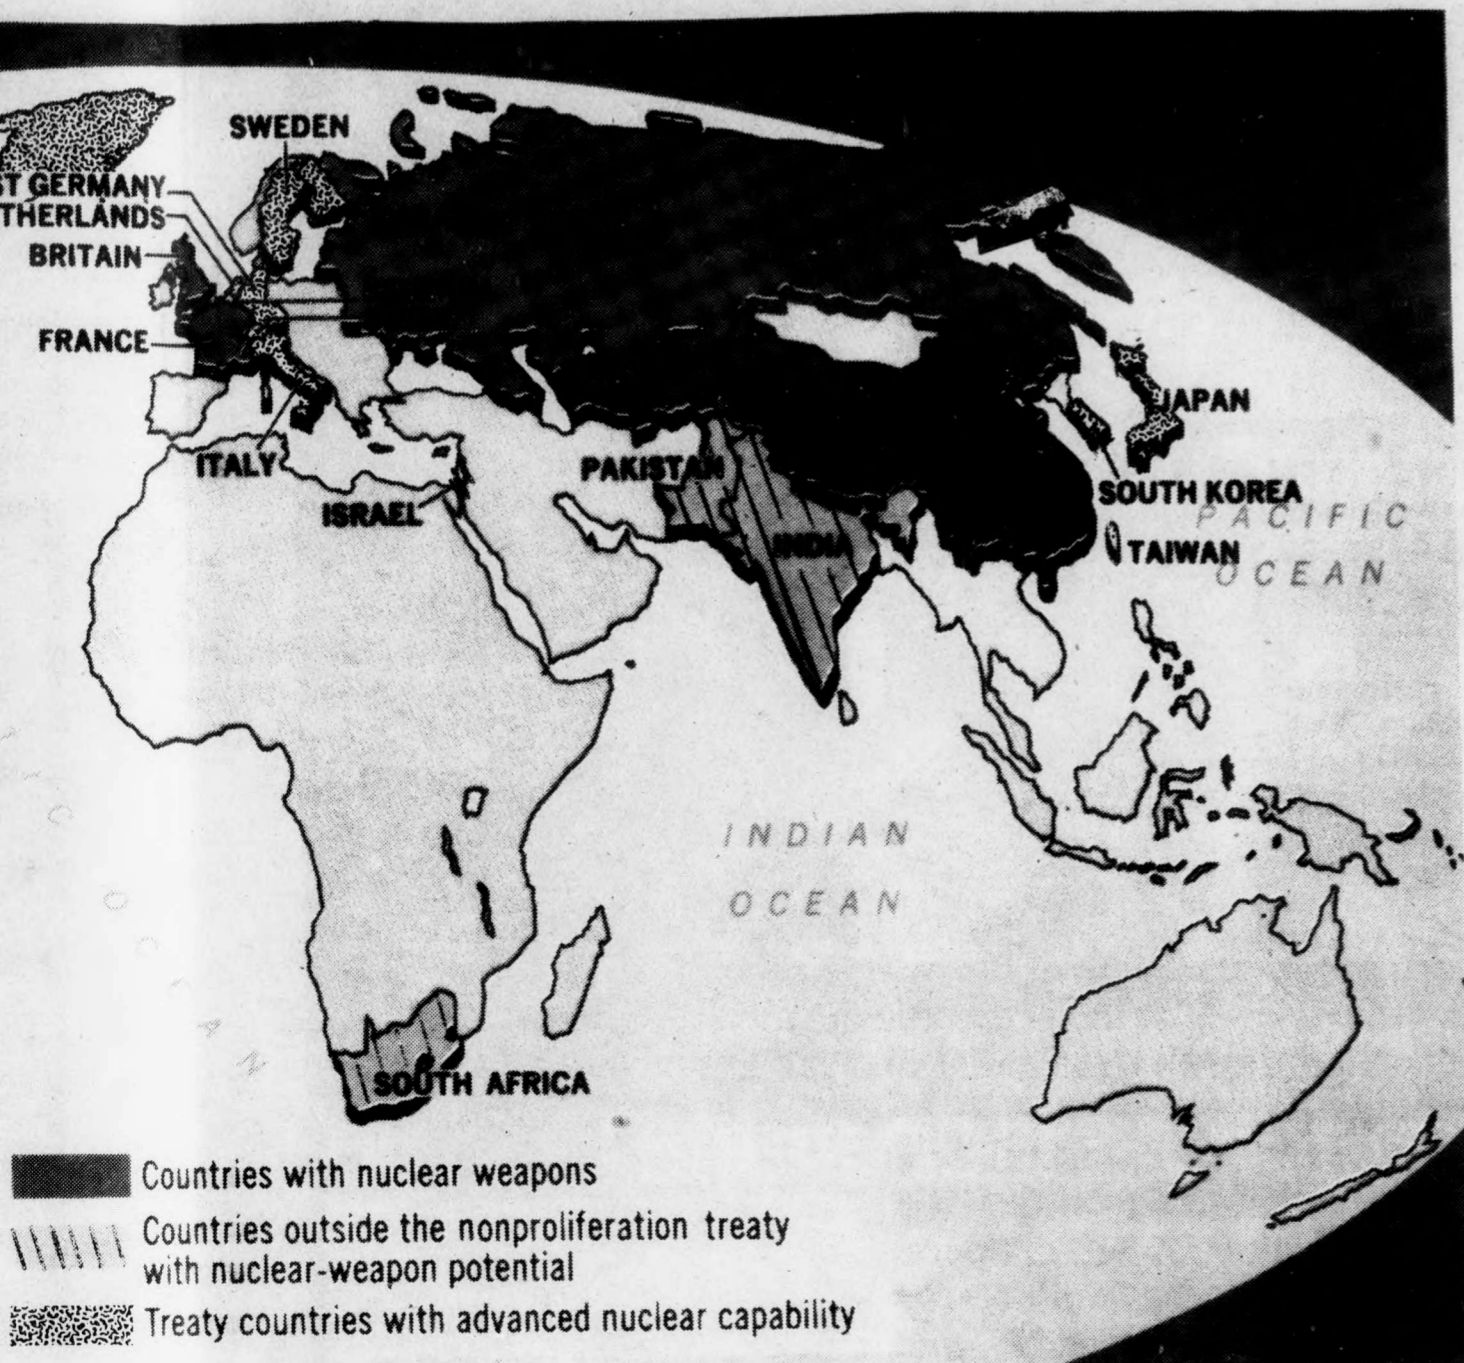 SWEDEN
ST GERMANY
THERLANDS
BRITAIN
FRANCE
ITALY
ISRAEL
PAKISTAN
INDIA
JAPAN
SOUTH KOREA
PACIFIC
OCEAN
TAIWAN
INDIAN
OCEAN
SOUTH AFRICA
Countries with nuclear weapons
Countries outside the nonproliferation treaty
with nuclear-weapon potential
Treaty countries with advanced nuclear capability